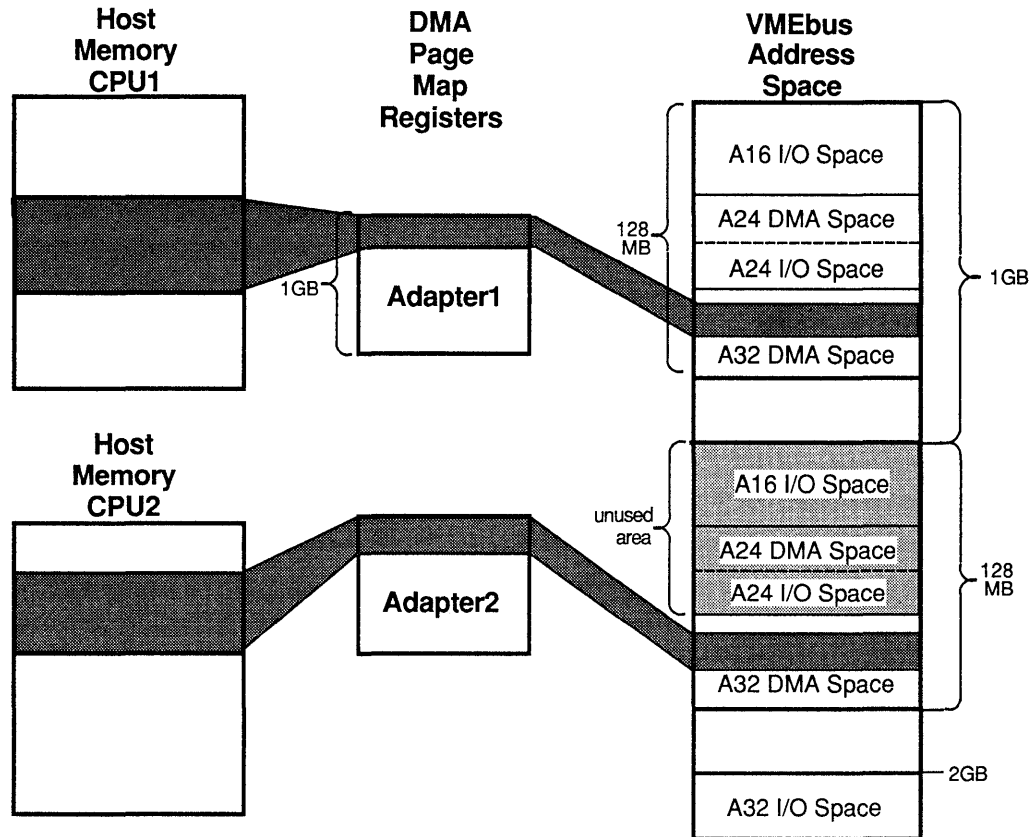 Host
Memory
CPU1
DMA
Page
Map
Registers
VMEbus
Address
Space
A16 I/O Space
A24 DMA Space
128
MB
A24 I/O Space
1GB
1GB
Adapter1
A32 DMA Space
Host
Memory
CPU2
A16 I/O Space
unused
area
A24 DMA Space
A24 I/O Space
128
MB
Adapter2
A32 DMA Space
2GB
A32 I/O Space